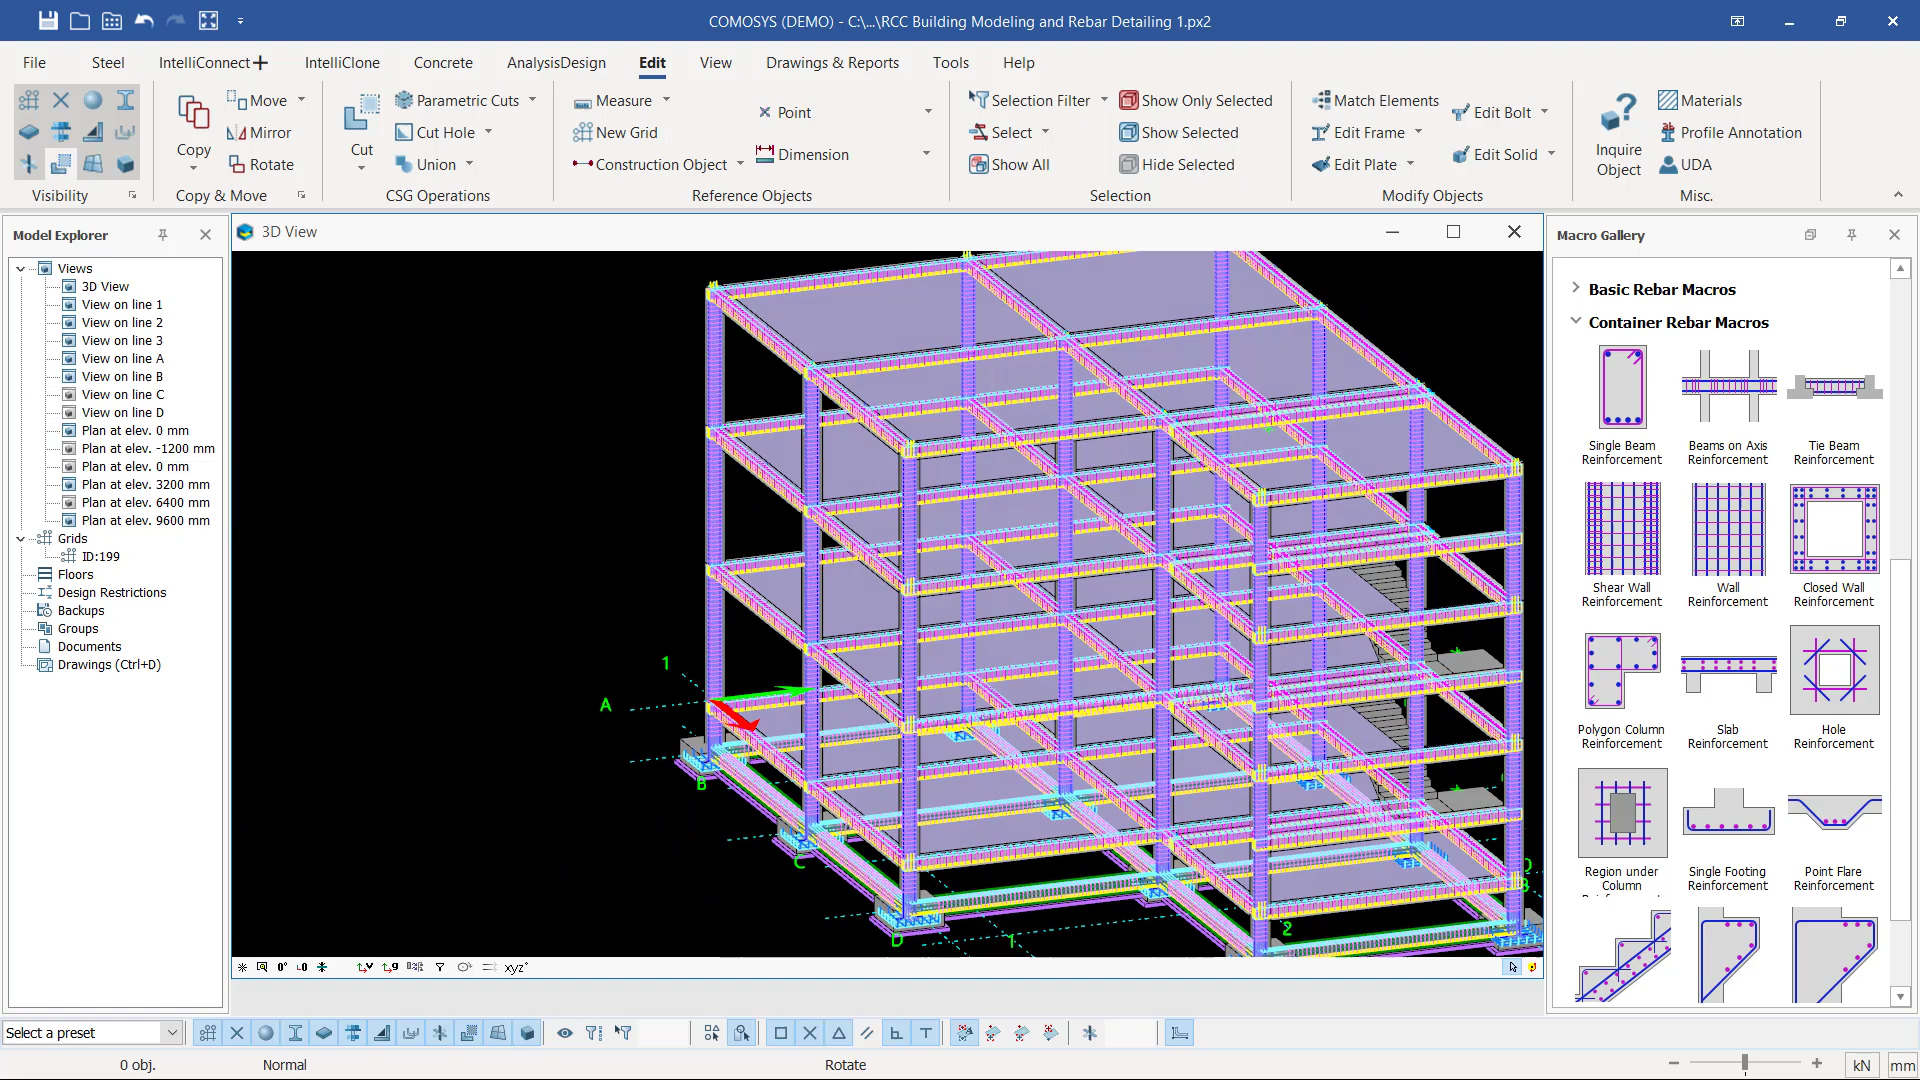 COMOSYS (DEMO) - C:\...\RCC Building Modeling and Rebar Detailing 1.px2
File Steel IntelliConnect+ IntelliClone Concrete AnalysisDesign Edit View Drawings & Reports Tools Help
Visibility
Copy
Move
Mirror
Rotate
Copy & Move
Cut
Parametric Cuts
Cut Hole
Union
CSG Operations
Measure
New Grid
Construction Object
Point
Dimension
Reference Objects
Selection Filter
Select
Show All
Show Only Selected
Show Selected
Hide Selected
Selection
Match Elements
Edit Frame
Edit Plate
Edit Bolt
Edit Solid
Modify Objects
Inquire
Object
Materials
Profile Annotation
UDA
Misc.
Model Explorer
Views
3D View
View on line 1
View on line 2
View on line 3
View on line A
View on line B
View on line C
View on line D
Plan at elev. 0 mm
Plan at elev. -1200 mm
Plan at elev. 0 mm
Plan at elev. 3200 mm
Plan at elev. 6400 mm
Plan at elev. 9600 mm
Grids
ID:199
Floors
Design Restrictions
Backups
Groups
Documents
Drawings (Ctrl+D)
3D View
1
A
B
C
D
1
2
D
B
xyz°
Macro Gallery
Basic Rebar Macros
Container Rebar Macros
Single Beam
Reinforcement
Beams on Axis
Reinforcement
Tie Beam
Reinforcement
Shear Wall
Reinforcement
Wall
Reinforcement
Closed Wall
Reinforcement
Polygon Column
Reinforcement
Slab
Reinforcement
Hole
Reinforcement
Region under
Column
Single Footing
Reinforcement
Point Flare
Reinforcement
Select a preset
0 obj.
Normal
Rotate
kN
mm